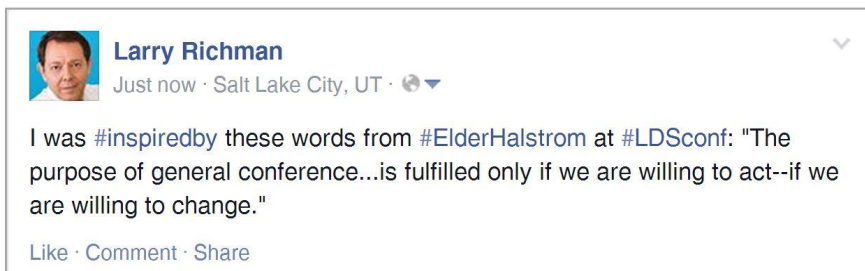 Larry Richman
Just now · Salt Lake City, UT ·
I was #inspiredby these words from #ElderHalstrom at #LDSconf: "The
purpose of general conference...is fulfilled only if we are willing to act--if we
are willing to change."
Like · Comment · Share